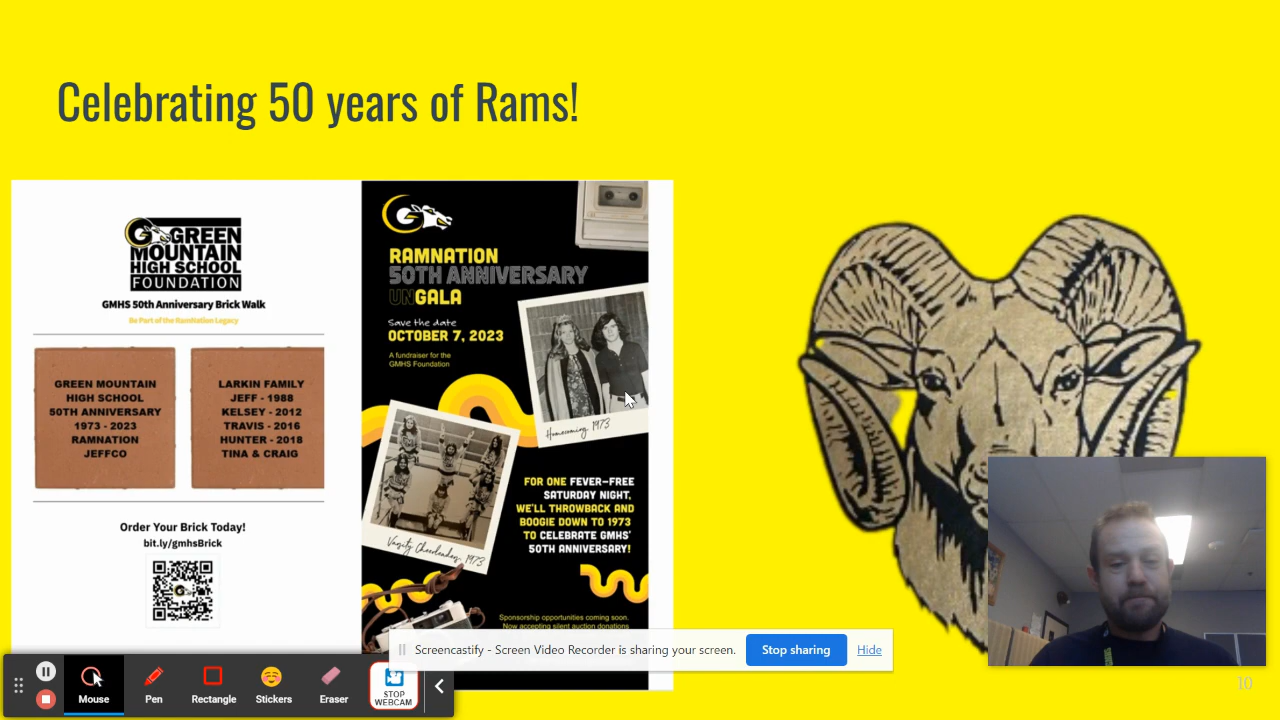 Celebrating 50 years of Rams!
GREEN
MOUNTAIN
HIGH SCHOOL
FOUNDATION
GMHS 50th Anniversary Brick Walk
Be Part of the RamNation Legacy
GREEN MOUNTAIN
HIGH SCHOOL
50TH ANNIVERSARY
1973 - 2023
RAMNATION
JEFFCO
LARKIN FAMILY
JEFF - 1988
KELSEY - 2012
TRAVIS - 2016
HUNTER - 2018
TINA & CRAIG
Order Your Brick Today!
bit.ly/gmhsBrick
RAMNATION
50TH ANNIVERSARY
UNGALA
Save the date
OCTOBER 7, 2023
A fundraiser for the
GMHS Foundation
Homecoming 1973
Varsity Cheerleaders 1973
FOR ONE FEVER-FREE
SATURDAY NIGHT,
WE'LL THROWBACK AND
BOOGIE DOWN TO 1973
TO CELEBRATE GMHS'
50TH ANNIVERSARY!
Sponsorship opportunities coming soon.
Now accepting silent auction donations
Screencastify - Screen Video Recorder is sharing your screen.
Stop sharing
Hide
Mouse
Pen
Rectangle
Stickers
Eraser
STOP
WEBCAM
10